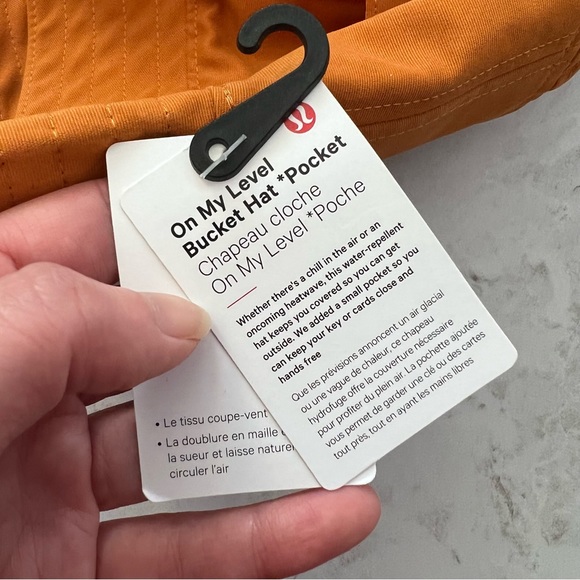 On My Level
Bucket Hat *Pocket
Chapeau cloche
On My Level *Poche
Whether there's a chill in the air or an
oncoming heatwave, this water-repellent
hat keeps you covered so you can get
outside. We added a small pocket so you
can keep your key or cards close and
hands free
Que les prévisions annoncent un air glacial
ou une vague de chaleur, ce chapeau
hydrofuge offre la couverture nécessaire
pour profiter du plein air. La pochette ajoutée
vous permet de garder une clé ou des cartes
tout près, tout en ayant les mains libres
• Le tissu coupe-vent
• La doublure en maille
la sueur et laisse nature
circuler l'air